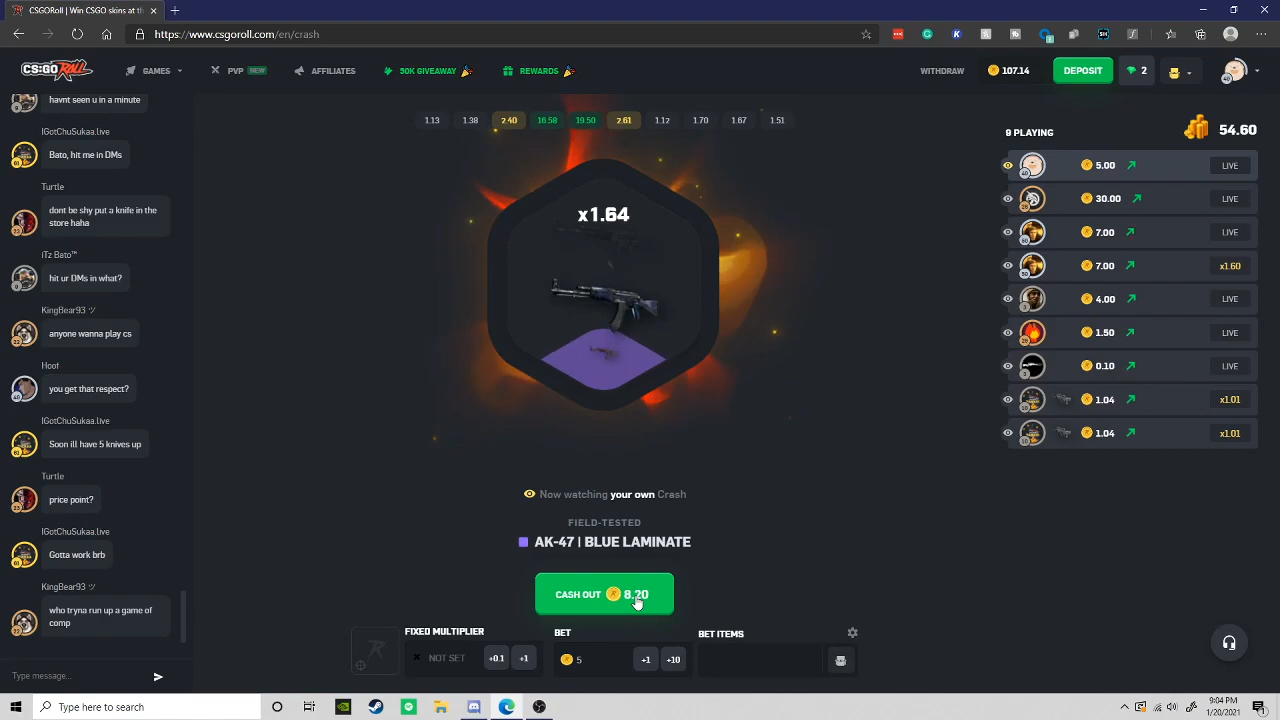 CSGORoll | Win CSGO skins at th
https://www.csgoroll.com/en/crash
CS:GO ROLL
GAMES
PVP NEW
AFFILIATES
50K GIVEAWAY
REWARDS
WITHDRAW
107.14
DEPOSIT
2
40
havnt seen u in a minute
IGotChuSukaa.live
Bato, hit me in DMs
Turtle
dont be shy put a knife in the
store haha
iTz Bato™
hit ur DMs in what?
KingBear93 ツ
anyone wanna play cs
Hoot
you get that respect?
IGotChuSukaa.live
Soon ill have 5 knives up
Turtle
price point?
IGotChuSukaa.live
Gotta work brb
KingBear93 ツ
who tryna run up a game of
comp
Type message...
1.13 1.38 2.40 16.58 19.50 2.61 1.12 1.70 1.67 1.51
x1.64
Now watching your own Crash
FIELD-TESTED
AK-47 | BLUE LAMINATE
CASH OUT 8.20
FIXED MULTIPLIER
NOT SET +0.1 +1
BET
5 +1 +10
BET ITEMS
9 PLAYING 54.60
5.00 LIVE
30.00 LIVE
7.00 LIVE
7.00 x1.60
4.00 LIVE
1.50 LIVE
0.10 LIVE
1.04 x1.01
1.04 x1.01
Type here to search
9:04 PM
1/20/2021